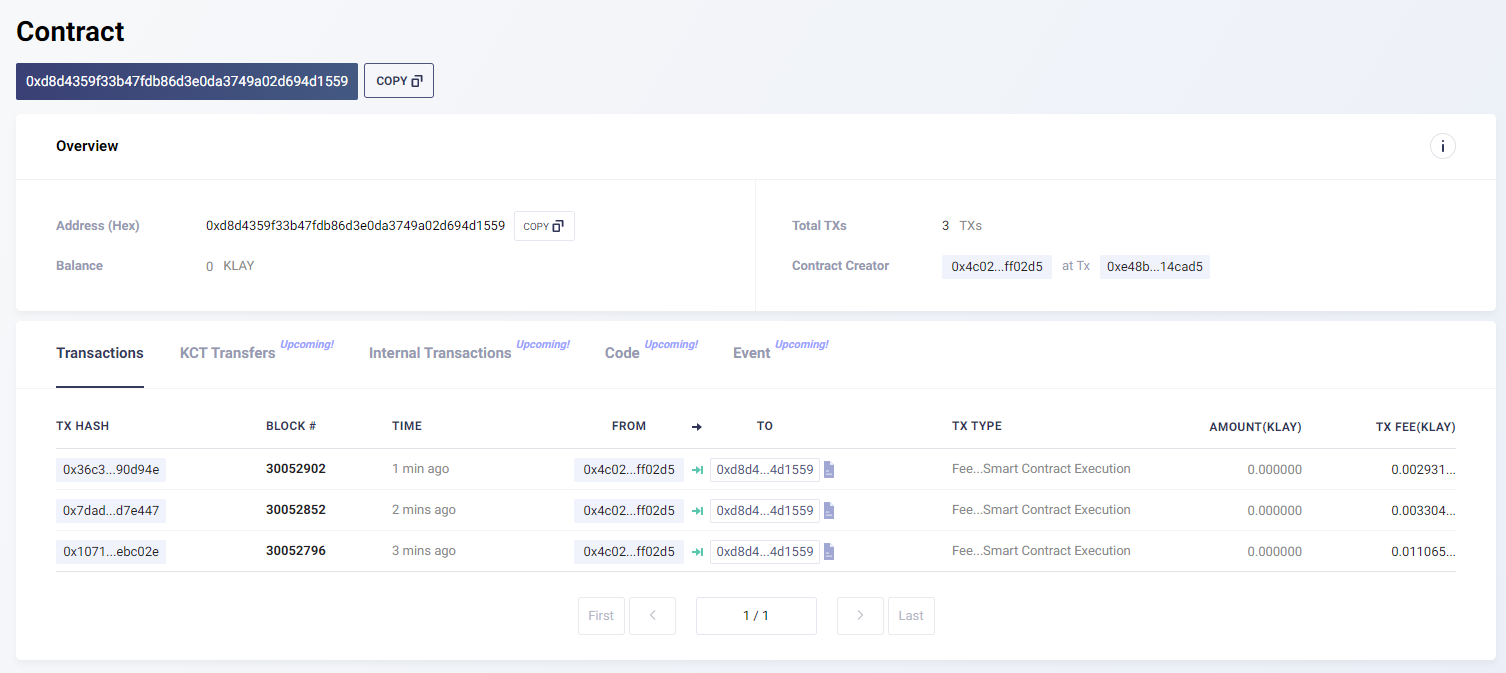 Contract
0xd8d4359f33b47fdb86d3e0da3749a02d694d1559 COPY
Overview i
Address (Hex) 0xd8d4359f33b47fdb86d3e0da3749a02d694d1559 COPY Total TXs 3 TXs
Balance 0 KLAY Contract Creator 0x4c02...ff02d5 at Tx 0xe48b...14cad5
Transactions KCT Transfers Upcoming! Internal Transactions Upcoming! Code Upcoming! Event Upcoming!
TX HASH BLOCK # TIME FROM → TO TX TYPE AMOUNT(KLAY) TX FEE(KLAY)
0x36c3...90d94e 30052902 1 min ago 0x4c02...ff02d5 0xd8d4...4d1559 Fee...Smart Contract Execution 0.000000 0.002931...
0x7dad...d7e447 30052852 2 mins ago 0x4c02...ff02d5 0xd8d4...4d1559 Fee...Smart Contract Execution 0.000000 0.003304...
0x1071...ebc02e 30052796 3 mins ago 0x4c02...ff02d5 0xd8d4...4d1559 Fee...Smart Contract Execution 0.000000 0.011065...
First < 1 / 1 > Last